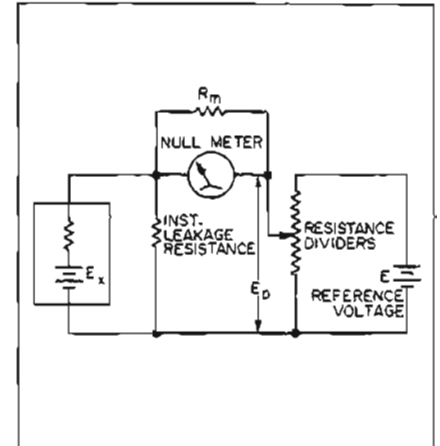 Rm
NULL METER
INST.
LEAKAGE
RESISTANCE
RESISTANCE
DIVIDERS
Ex
ED
E
REFERENCE
VOLTAGE